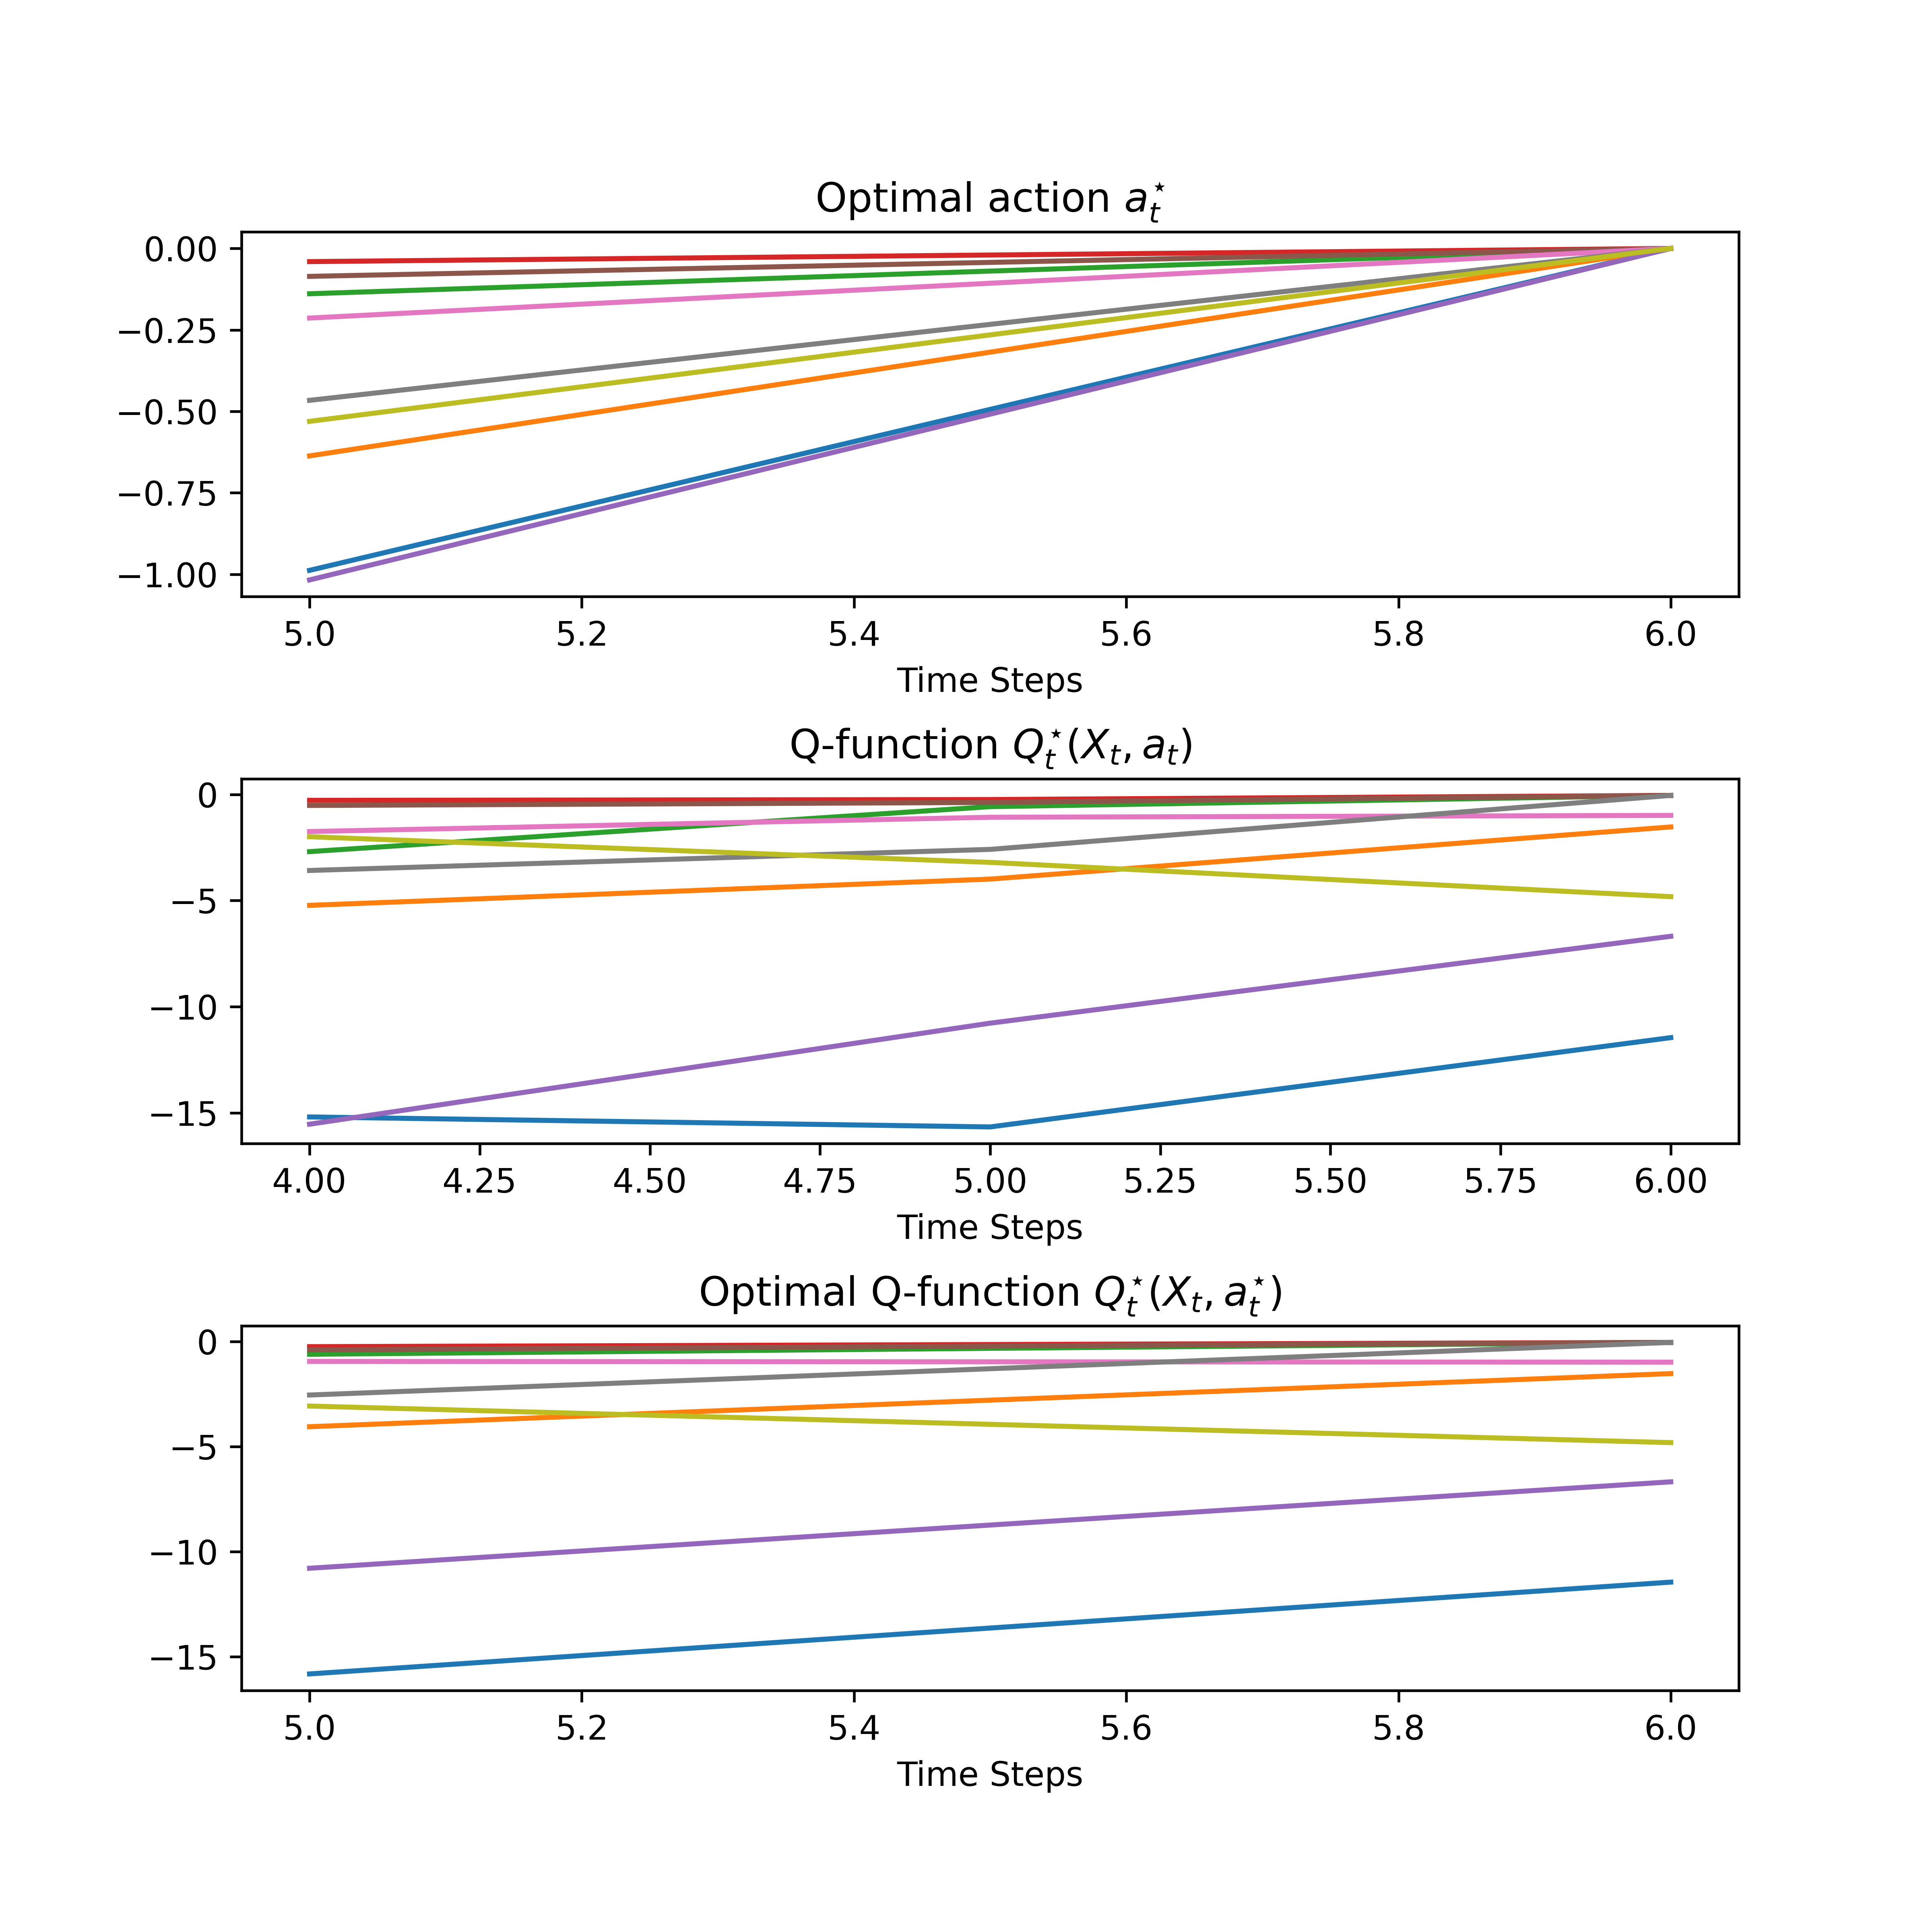 Optimal action $a_t^\star$
0.00
−0.25
−0.50
−0.75
−1.00
5.0 5.2 5.4 5.6 5.8 6.0
Time Steps
Q-function $Q_t^\star(X_t, a_t)$
0
−5
−10
−15
4.00 4.25 4.50 4.75 5.00 5.25 5.50 5.75 6.00
Time Steps
Optimal Q-function $Q_t^\star(X_t, a_t^\star)$
0
−5
−10
−15
5.0 5.2 5.4 5.6 5.8 6.0
Time Steps